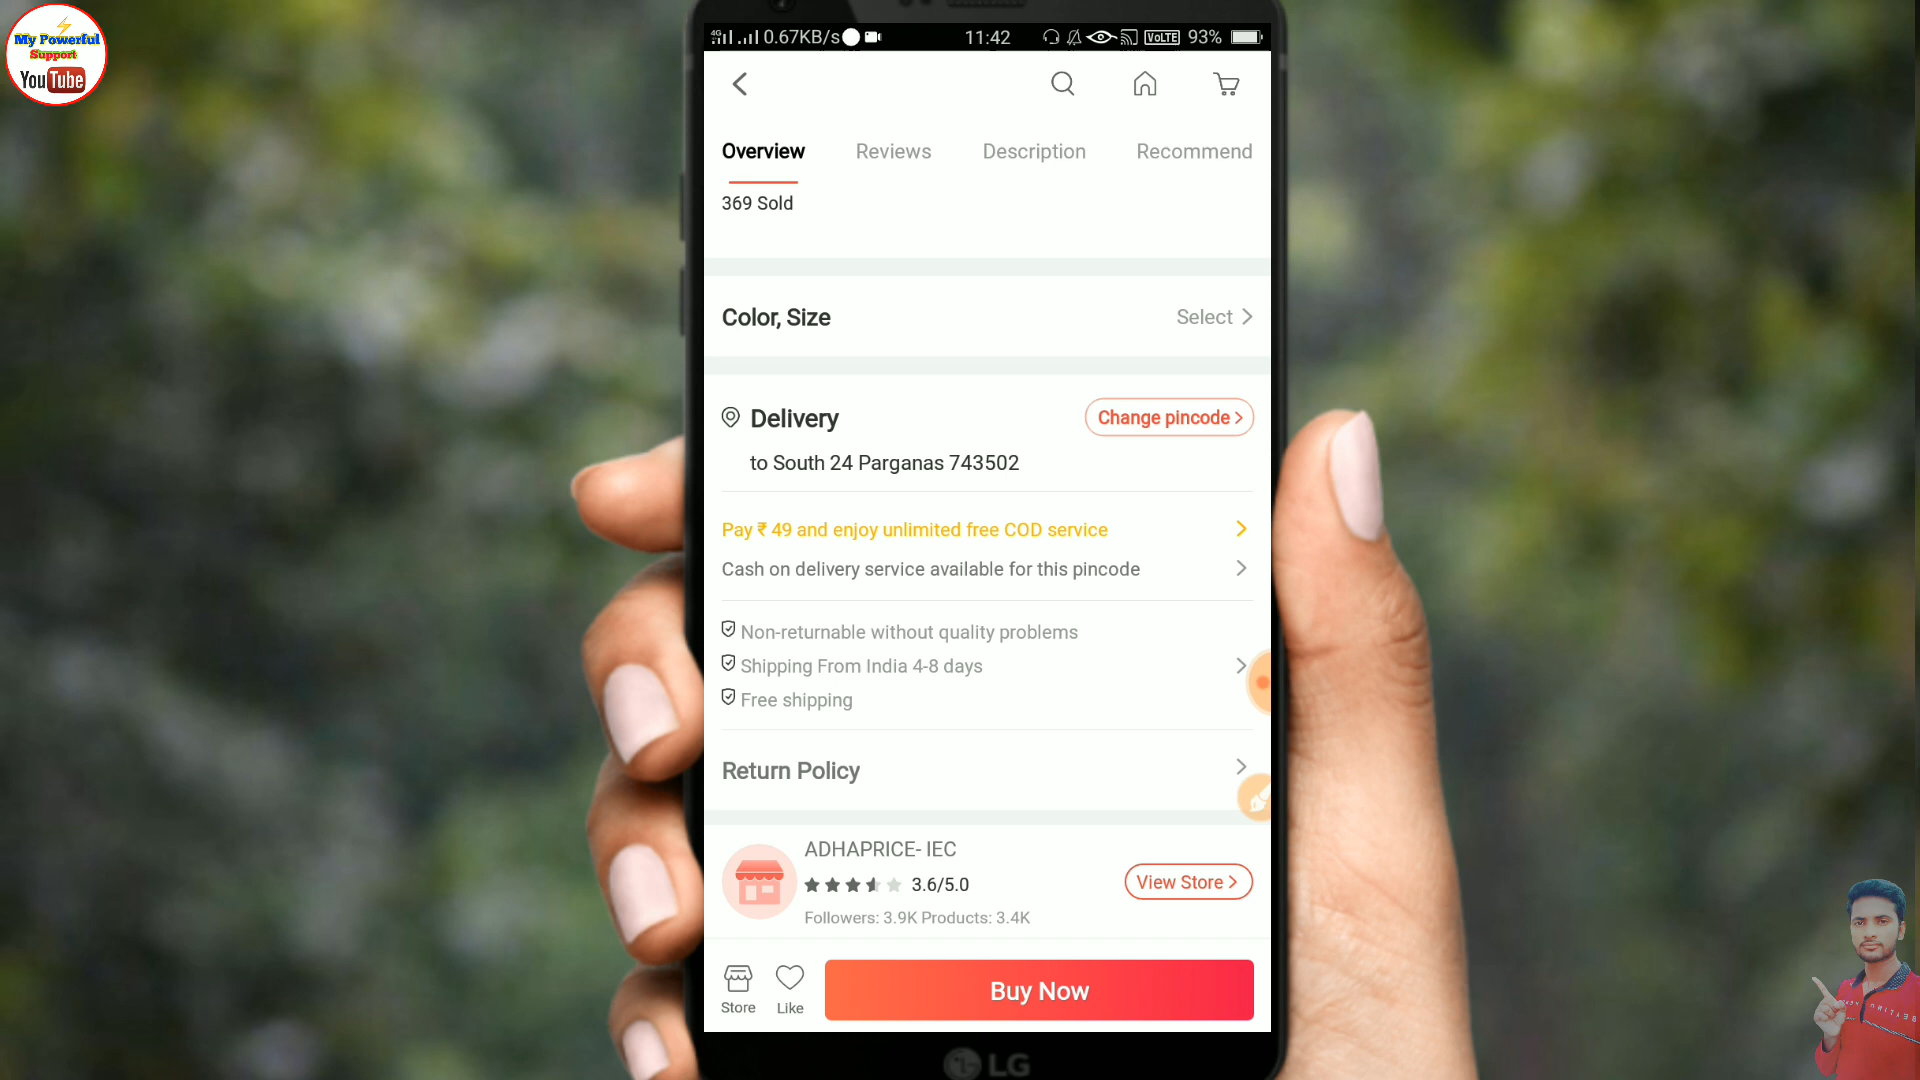 My Powerful
Support
YouTube
4G 0.67KB/s 11:42 VoLTE 93%
Overview Reviews Description Recommend
369 Sold
Color, Size Select
Delivery Change pincode
to South 24 Parganas 743502
Pay ₹ 49 and enjoy unlimited free COD service
Cash on delivery service available for this pincode
Non-returnable without quality problems
Shipping From India 4-8 days
Free shipping
Return Policy
ADHAPRICE- IEC
3.6/5.0 View Store
Followers: 3.9K Products: 3.4K
Store Like Buy Now
LG